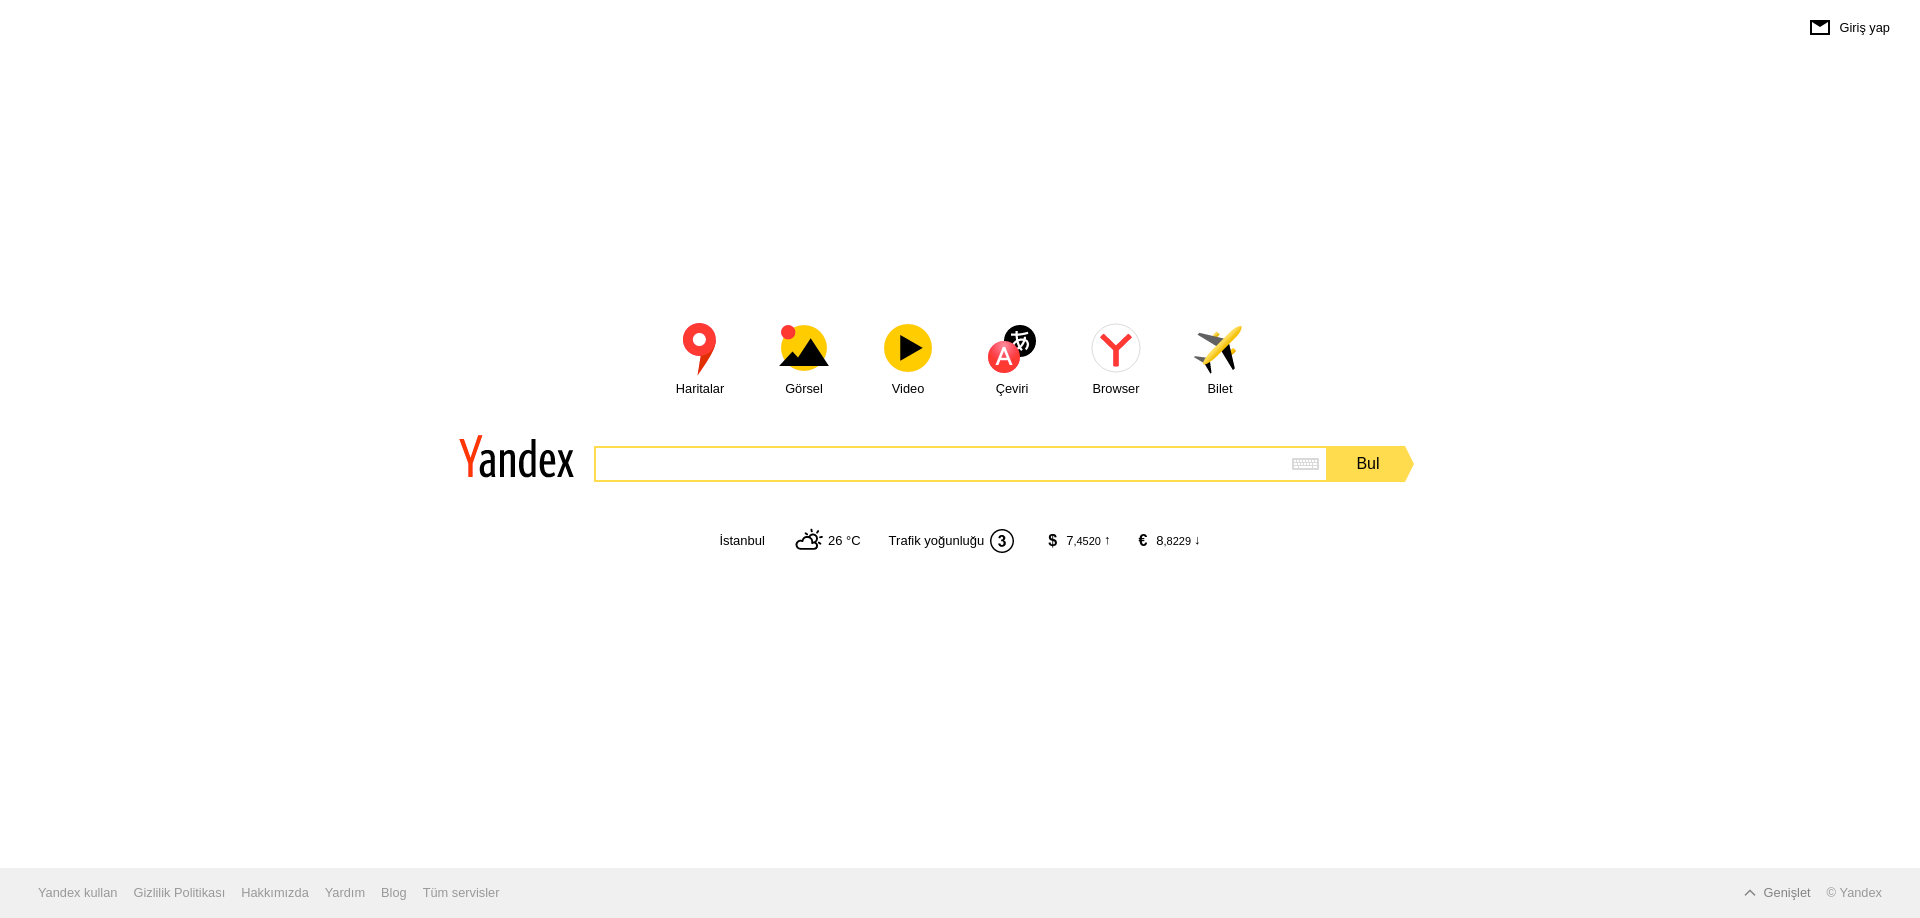 Giriş yap
Haritalar Görsel Video Çeviri Browser Bilet
Yandex Bul
İstanbul 26 °C Trafik yoğunluğu 3 $ 7,4520 ↑ € 8,8229 ↓
Yandex kullan Gizlilik Politikası Hakkımızda Yardım Blog Tüm servisler Genişlet © Yandex